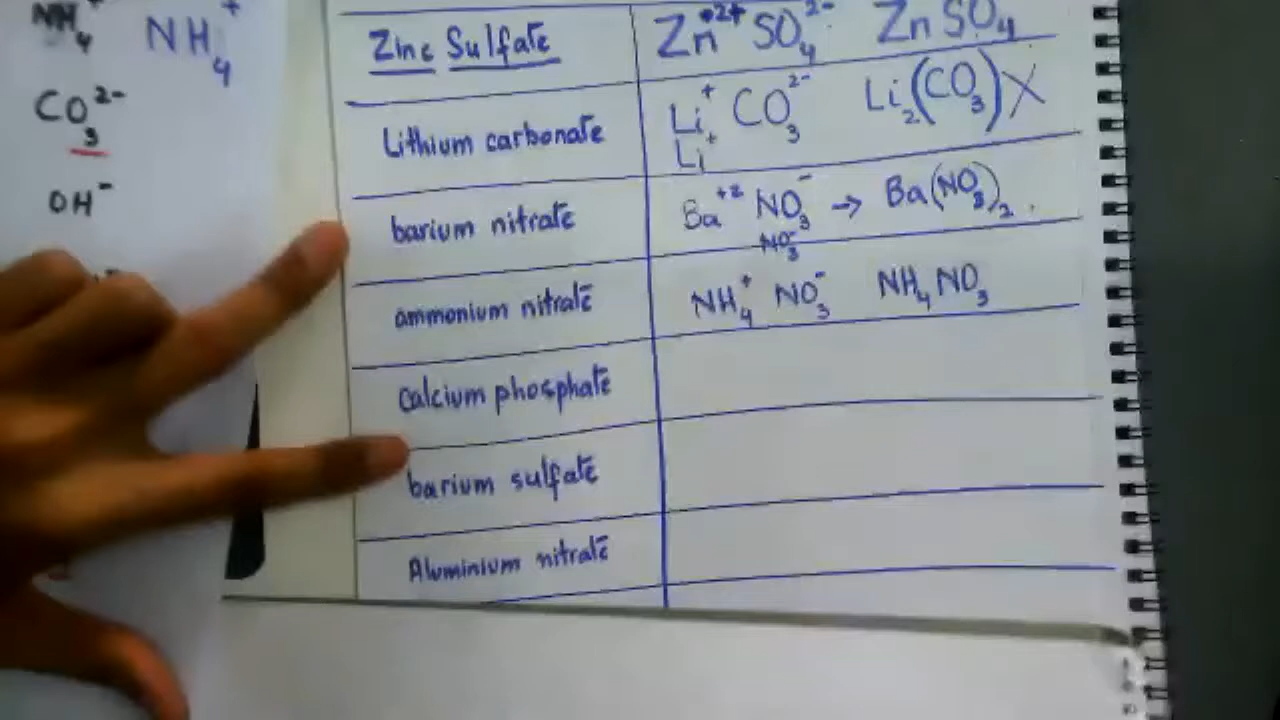 NH4+ NH4+
CO3 2-
OH-
Zinc Sulfate Zn+2+ SO4 2- ZnSO4
Lithium carbonate Li+ CO3 2- Li2(CO3) X
Li+
barium nitrate Ba+2 NO3- → Ba(NO3)2.
NO3-
ammonium nitrate NH4+ NO3- NH4NO3
calcium phosphate
barium sulfate
Aluminium nitrate